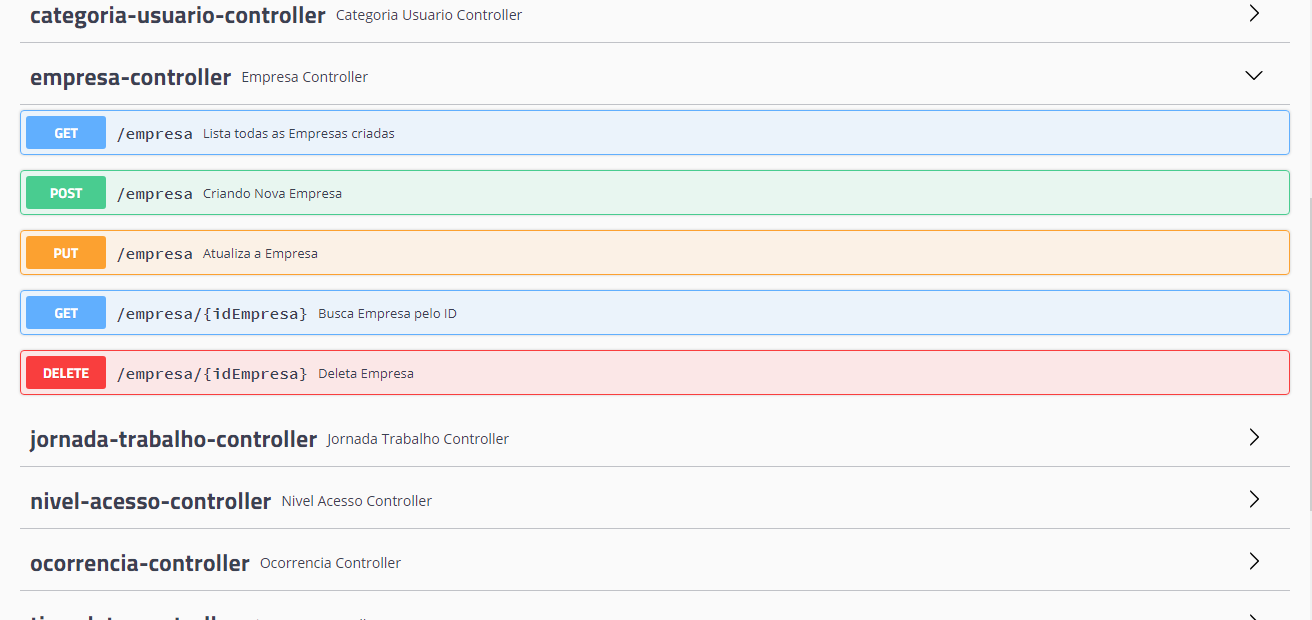 categoria-usuario-controller Categoria Usuario Controller
empresa-controller Empresa Controller
GET /empresa Lista todas as Empresas criadas
POST /empresa Criando Nova Empresa
PUT /empresa Atualiza a Empresa
GET /empresa/{idEmpresa} Busca Empresa pelo ID
DELETE /empresa/{idEmpresa} Deleta Empresa
jornada-trabalho-controller Jornada Trabalho Controller
nivel-acesso-controller Nivel Acesso Controller
ocorrencia-controller Ocorrencia Controller